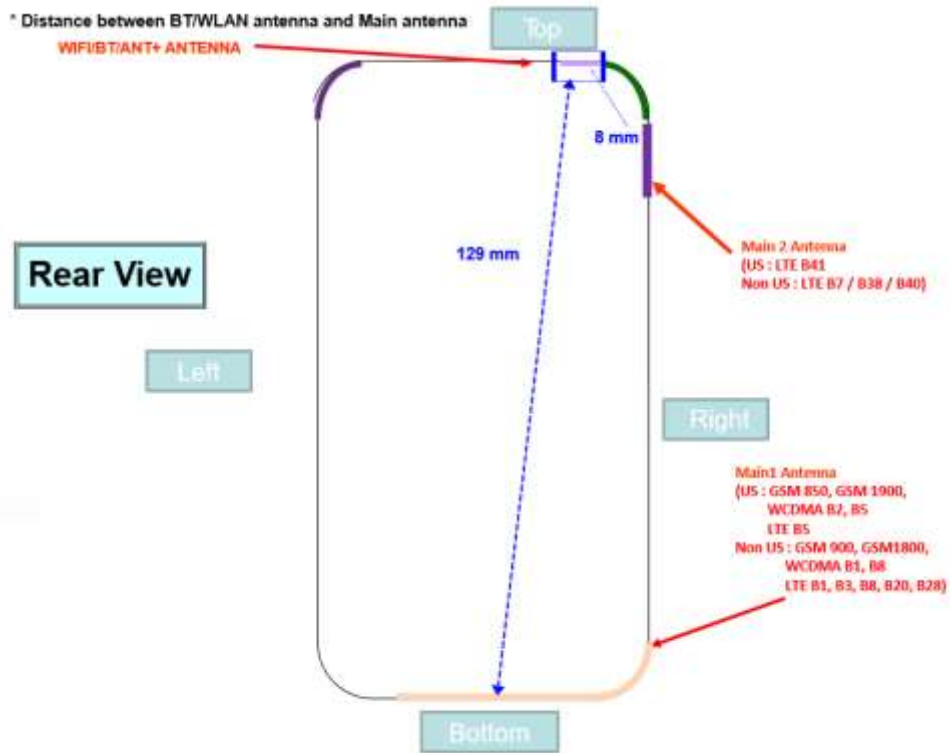 * Distance between BT/WLAN antenna and Main antenna
Top
WIFI/BT/ANT+ ANTENNA
8 mm
129 mm
Main 2 Antenna
(US : LTE B41
Non US : LTE B7 / B38 / B40)
Rear View
Left
Right
Main1 Antenna
(US : GSM 850, GSM 1900,
WCDMA B2, B5
LTE B5
Non US : GSM 900, GSM1800,
WCDMA B1, B8
LTE B1, B3, B8, B20, B28)
Bottom